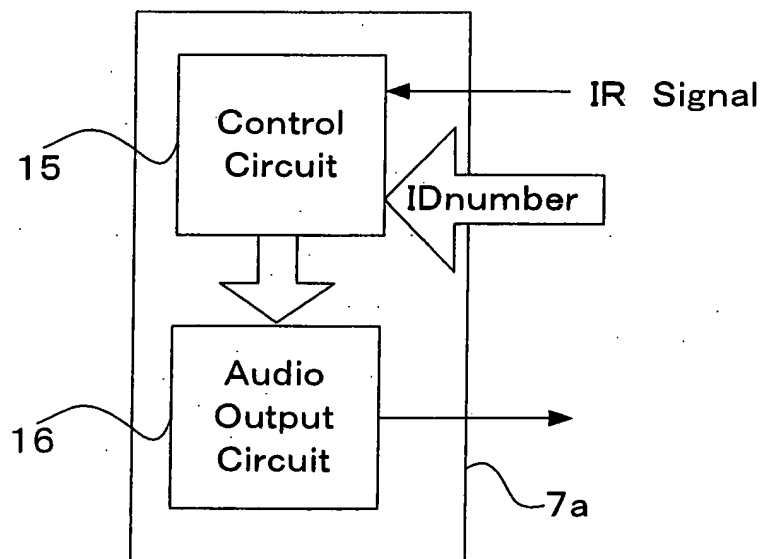 Control
Circuit
IR Signal
15
IDnumber
Audio
Output
Circuit
16
7a